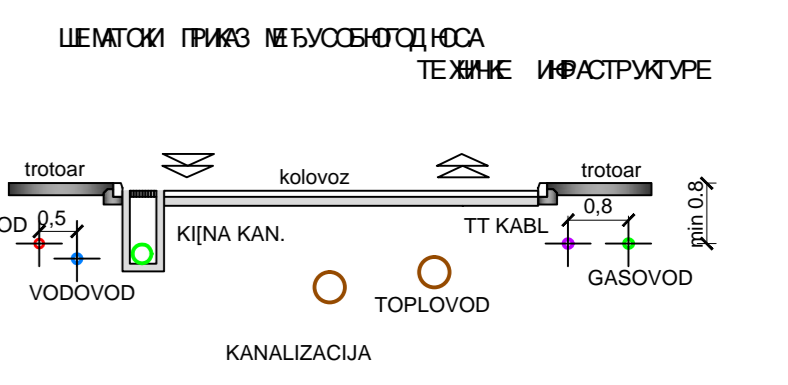 ШЕМАТСКИ ПРИКАЗ МЕЂУСОБНОГ ОДНОСА
ТЕХНИЧКЕ ИНФРАСТРУКТУРЕ
trotoar
kolovoz
trotoar
OD 0,5
KI[NA KAN.
TT KABL
0,8
min 0.8
VODOVOD
TOPLOVOD
GASOVOD
KANALIZACIJA